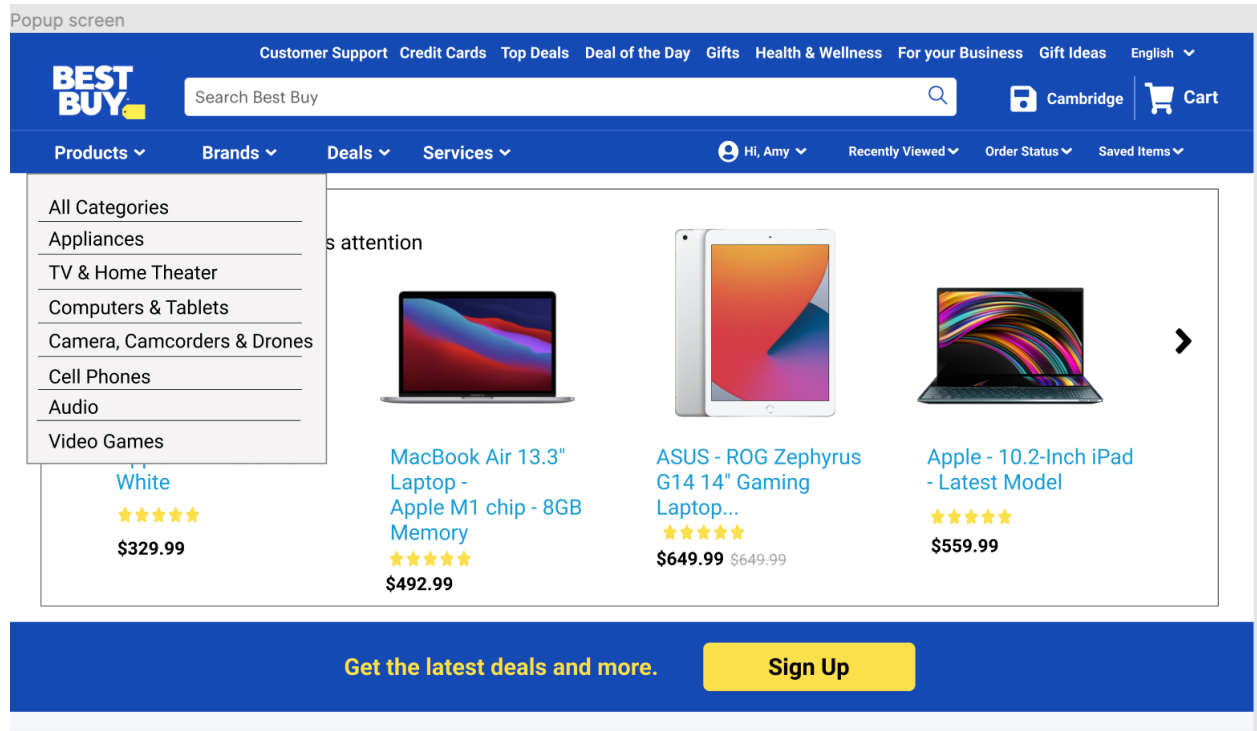 Popup screen
Customer Support Credit Cards Top Deals Deal of the Day Gifts Health & Wellness For your Business Gift Ideas English
BEST
BUY
Search Best Buy
Cambridge
Cart
Products Brands Deals Services Hi, Amy Recently Viewed Order Status Saved Items
All Categories
Appliances
TV & Home Theater
Computers & Tablets
Camera, Camcorders & Drones
Cell Phones
Audio
Video Games
s attention
White
$329.99
MacBook Air 13.3"
Laptop -
Apple M1 chip - 8GB
Memory
$492.99
ASUS - ROG Zephyrus
G14 14" Gaming
Laptop...
$649.99 $649.99
Apple - 10.2-Inch iPad
- Latest Model
$559.99
Get the latest deals and more.
Sign Up